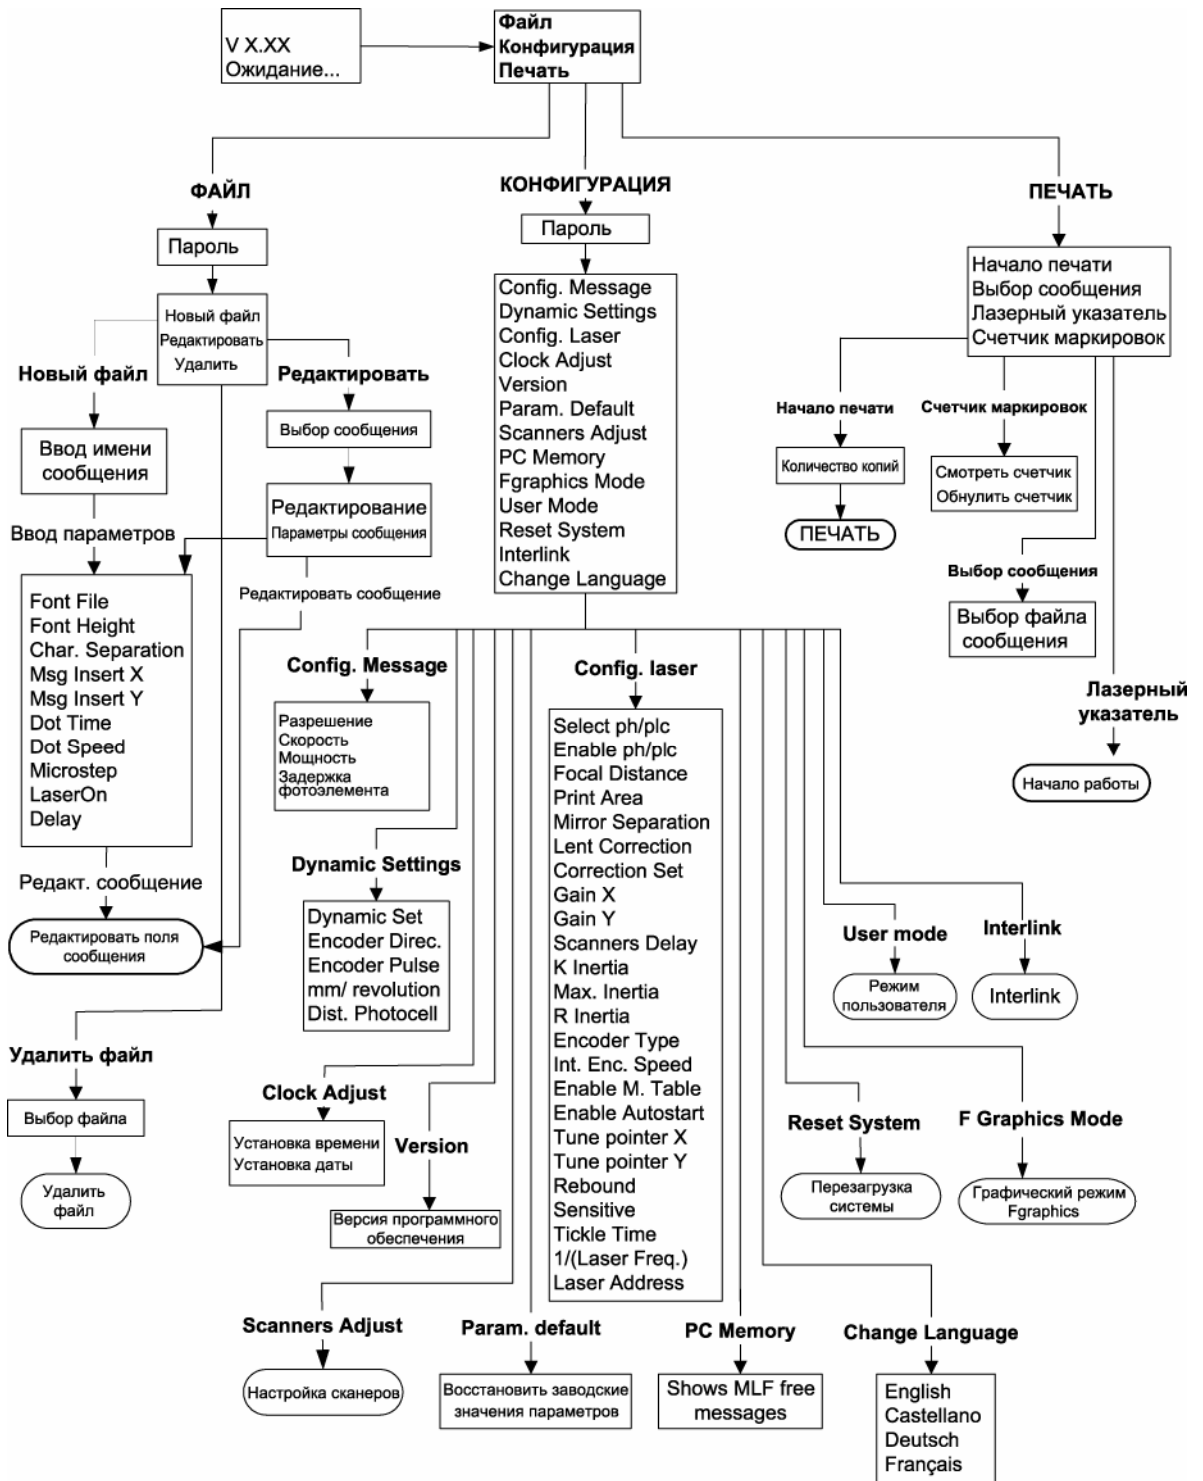 V X.XX
Ожидание...
Файл
Конфигурация
Печать
ФАЙЛ
Пароль
Новый файл
Редактировать
Удалить
Новый файл
Ввод имени
сообщения
Ввод параметров
Font File
Font Height
Char. Separation
Msg Insert X
Msg Insert Y
Dot Time
Dot Speed
Microstep
LaserOn
Delay
Редакт. сообщение
Редактировать поля
сообщения
Редактировать
Выбор сообщения
Редактирование
Параметры сообщения
Редактировать сообщение
Удалить файл
Выбор файла
Удалить
файл
КОНФИГУРАЦИЯ
Пароль
Config. Message
Dynamic Settings
Config. Laser
Clock Adjust
Version
Param. Default
Scanners Adjust
PC Memory
Fgraphics Mode
User Mode
Reset System
Interlink
Change Language
Config. Message
Разрешение
Скорость
Мощность
Задержка
фотоэлемента
Dynamic Settings
Dynamic Set
Encoder Direc.
Encoder Pulse
mm/ revolution
Dist. Photocell
Clock Adjust
Установка времени
Установка даты
Version
Версия программного
обеспечения
Scanners Adjust
Настройка сканеров
Param. default
Восстановить заводские
значения параметров
Config. laser
Select ph/plc
Enable ph/plc
Focal Distance
Print Area
Mirror Separation
Lent Correction
Correction Set
Gain X
Gain Y
Scanners Delay
K Inertia
Max. Inertia
R Inertia
Encoder Type
Int. Enc. Speed
Enable M. Table
Enable Autostart
Tune pointer X
Tune pointer Y
Rebound
Sensitive
Tickle Time
1/(Laser Freq.)
Laser Address
PC Memory
Shows MLF free
messages
Change Language
English
Castellano
Deutsch
Français
Reset System
Перезагрузка
системы
F Graphics Mode
Графический режим
Fgraphics
User mode
Режим
пользователя
Interlink
Interlink
ПЕЧАТЬ
Начало печати
Выбор сообщения
Лазерный указатель
Счетчик маркировок
Начало печати
Количество копий
ПЕЧАТЬ
Счетчик маркировок
Смотреть счетчик
Обнулить счетчик
Выбор сообщения
Выбор файла
сообщения
Лазерный
указатель
Начало работы